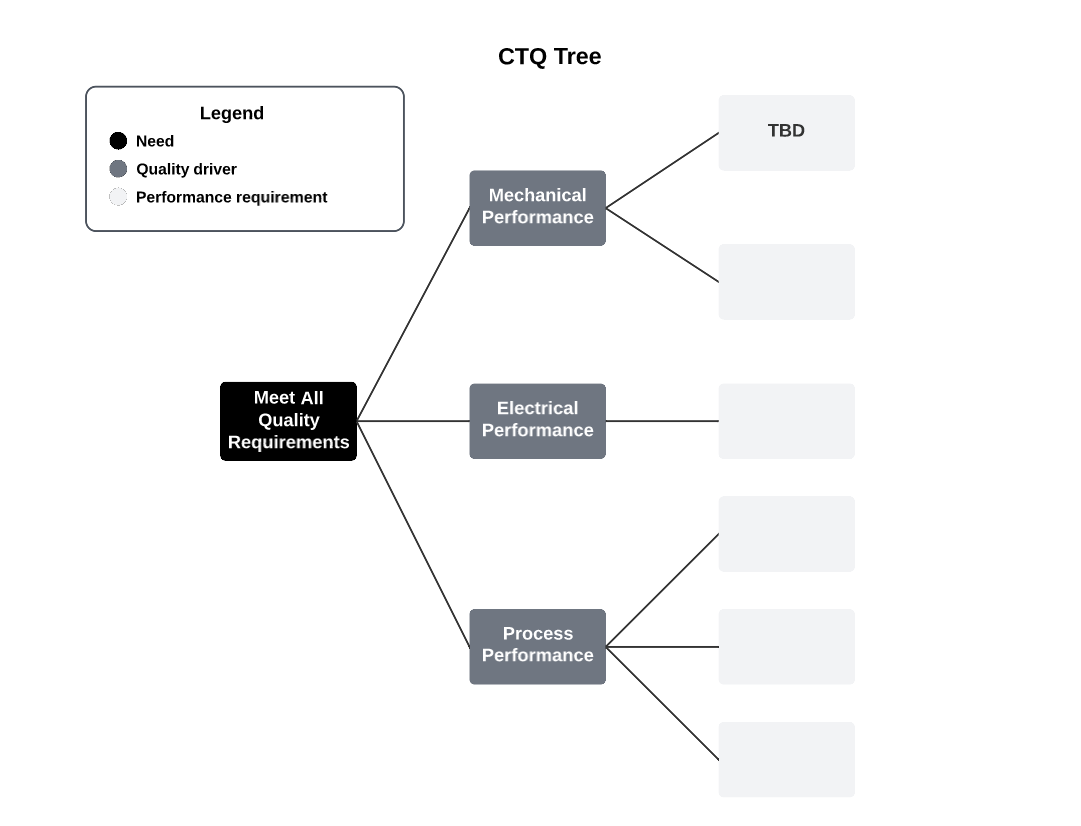 CTQ Tree
Legend
Need
Quality driver
Performance requirement
TBD
Mechanical
Performance
Meet All
Quality
Requirements
Electrical
Performance
Process
Performance